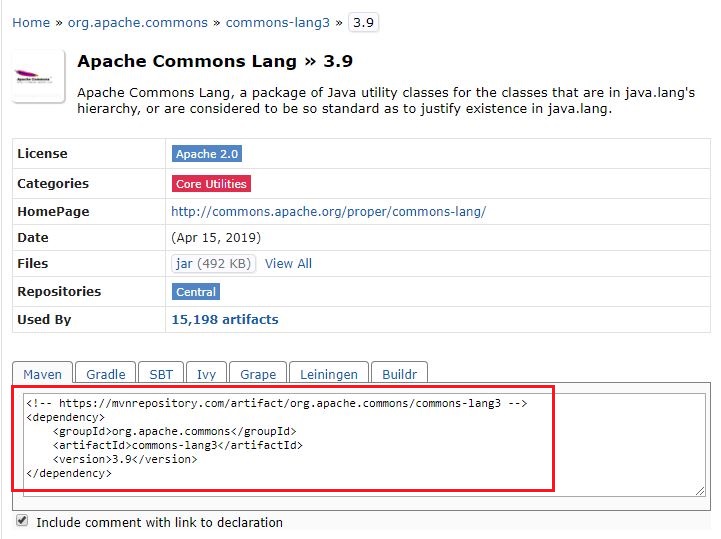 Home » org.apache.commons » commons-lang3 » 3.9
Apache Commons
Apache Commons Lang » 3.9
Apache Commons Lang, a package of Java utility classes for the classes that are in java.lang's
hierarchy, or are considered to be so standard as to justify existence in java.lang.
License Apache 2.0
Categories Core Utilities
HomePage http://commons.apache.org/proper/commons-lang/
Date (Apr 15, 2019)
Files jar (492 KB) View All
Repositories Central
Used By 15,198 artifacts
Maven Gradle SBT Ivy Grape Leiningen Buildr
<!-- https://mvnrepository.com/artifact/org.apache.commons/commons-lang3 -->
<dependency>
    <groupId>org.apache.commons</groupId>
    <artifactId>commons-lang3</artifactId>
    <version>3.9</version>
</dependency>
Include comment with link to declaration